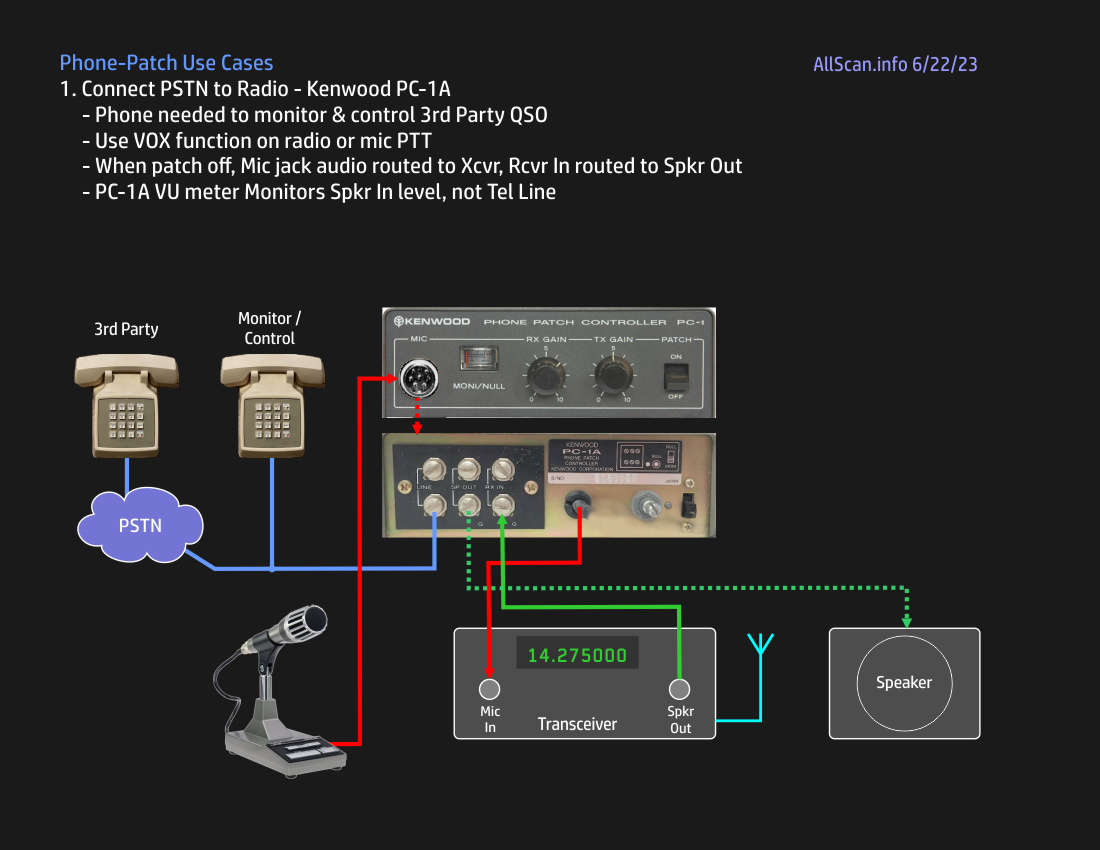 Phone-Patch Use Cases
AllScan.info 6/22/23
1. Connect PSTN to Radio - Kenwood PC-1A
- Phone needed to monitor & control 3rd Party QSO
- Use VOX function on radio or mic PTT
- When patch off, Mic jack audio routed to Xcvr, Rcvr In routed to Spkr Out
- PC-1A VU meter Monitors Spkr In level, not Tel Line
3rd Party
Monitor /
Control
KENWOOD PHONE PATCH CONTROLLER PC-1
MIC RX GAIN TX GAIN PATCH
5 5
ON
MONI/NULL
0 10 0 10
OFF
KENWOOD
PC-1A
PHONE PATCH
CONTROLLER
KENWOOD CORPORATION
NULL
S/NO JAPAN
LINE SP OUT RX IN
G G
PSTN
14.275000
Mic
In
Transceiver
Spkr
Out
Speaker